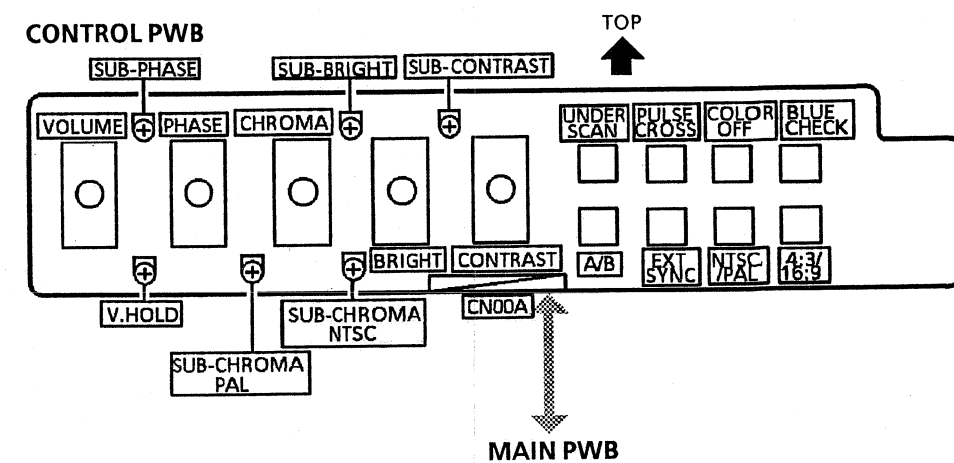 TOP
CONTROL PWB
SUB-PHASE
SUB-BRIGHT
SUB-CONTRAST
VOLUME
PHASE
CHROMA
UNDER
SCAN
PULSE
CROSS
COLOR
OFF
BLUE
CHECK
BRIGHT
CONTRAST
A/B
EXT
SYNC
NTSC
/PAL
4:3/
16:9
V.HOLD
SUB-CHROMA
NTSC
CN00A
SUB-CHROMA
PAL
MAIN PWB